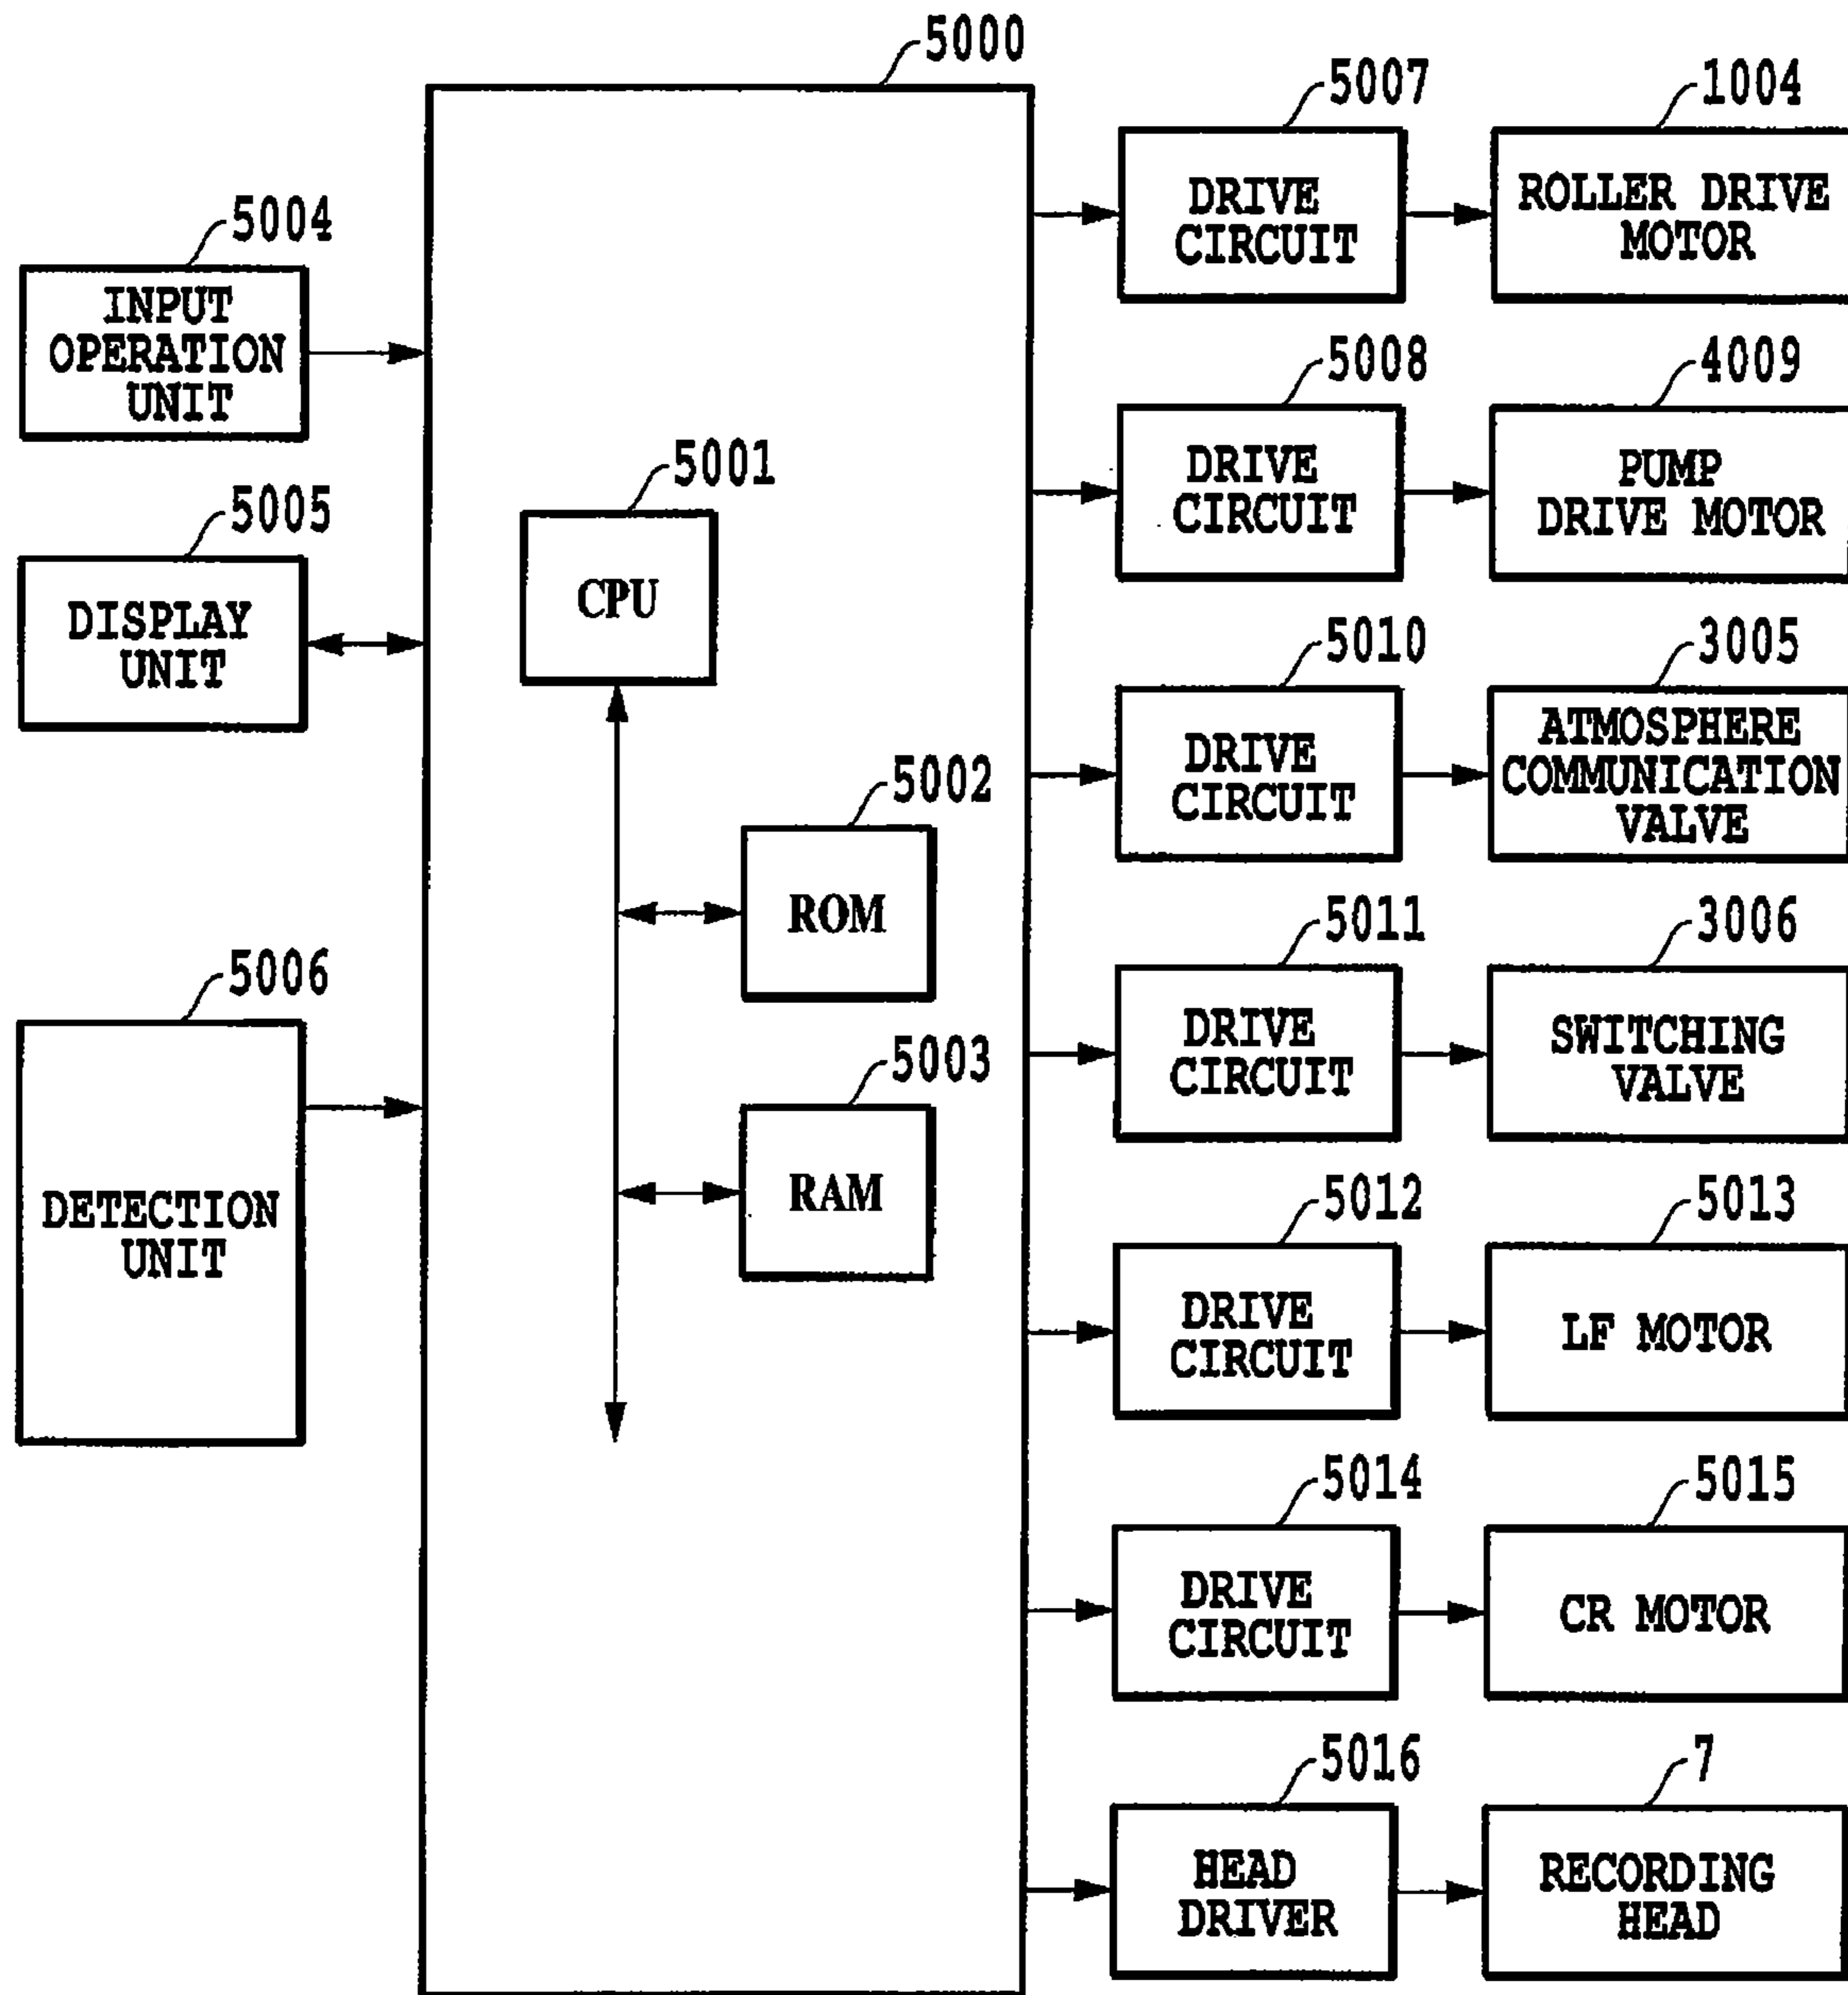 5000
5004
INPUT
OPERATION
UNIT
5005
DISPLAY
UNIT
5006
DETECTION
UNIT
5001
CPU
5002
ROM
5003
RAM
5007
DRIVE
CIRCUIT
1004
ROLLER DRIVE
MOTOR
5008
DRIVE
CIRCUIT
4009
PUMP
DRIVE MOTOR
5010
DRIVE
CIRCUIT
3005
ATMOSPHERE
COMMUNICATION
VALVE
5011
DRIVE
CIRCUIT
3006
SWITCHING
VALVE
5012
DRIVE
CIRCUIT
5013
LF MOTOR
5014
DRIVE
CIRCUIT
5015
CR MOTOR
5016
HEAD
DRIVER
7
RECORDING
HEAD